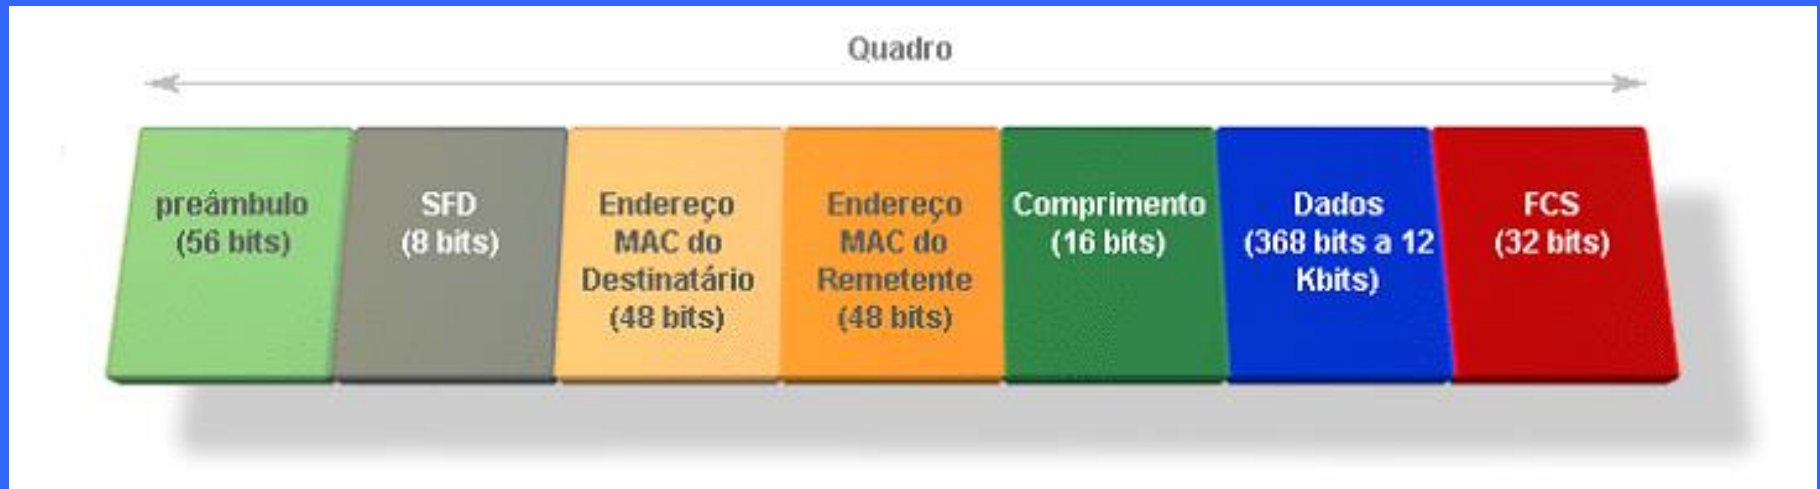 Quadro
preâmbulo
(56 bits)
SFD
(8 bits)
Endereço
MAC do
Destinatário
(48 bits)
Endereço
MAC do
Remetente
(48 bits)
Comprimento
(16 bits)
Dados
(368 bits a 12
Kbits)
FCS
(32 bits)